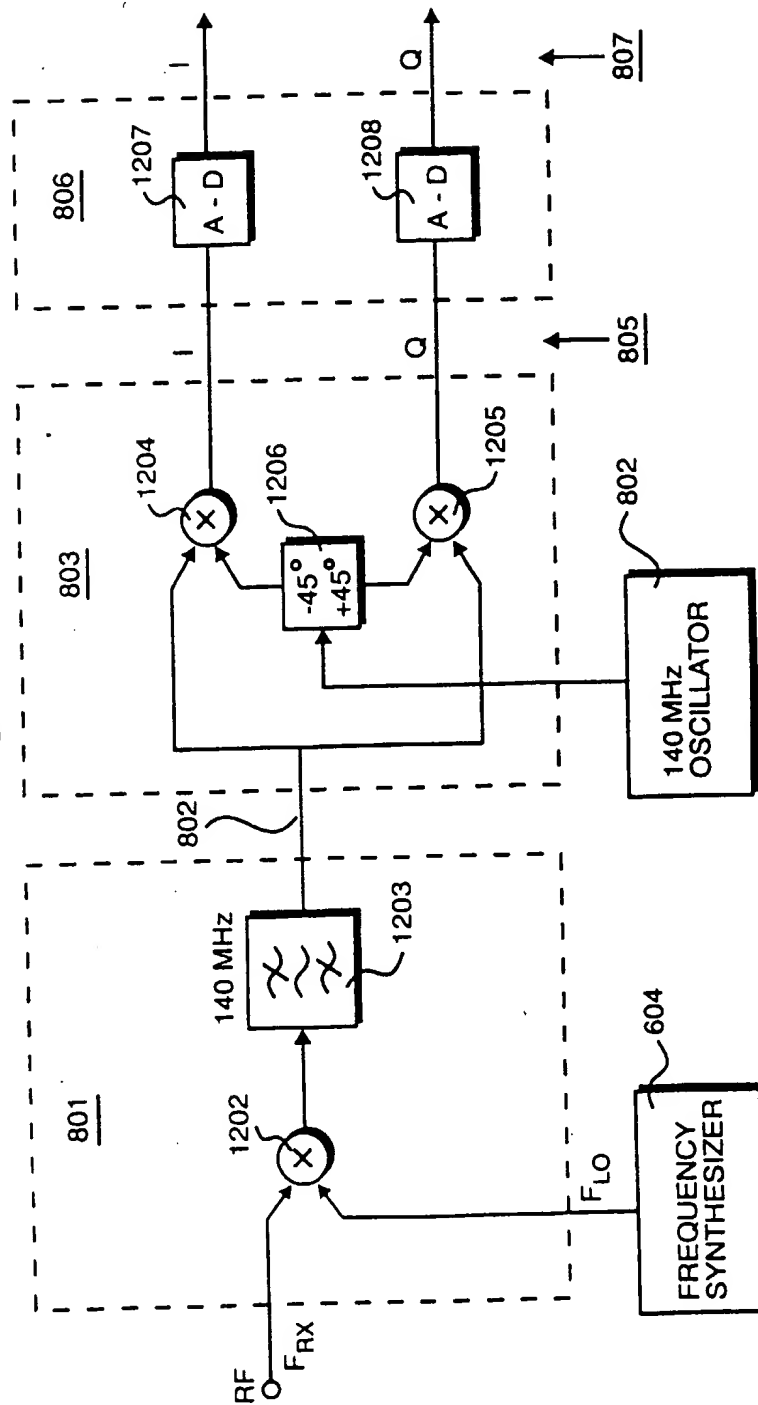 RF
F_RX
801
1202
140 MHz
1203
F_LO
FREQUENCY
SYNTHESIZER
604
802
803
1204
-45°
+45°
1206
1205
140 MHz
OSCILLATOR
802
I
Q
805
806
A - D
1207
A - D
1208
I
Q
807